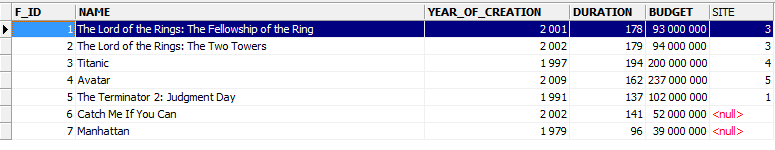 F_ID NAME YEAR_OF_CREATION DURATION BUDGET SITE
1 The Lord of the Rings: The Fellowship of the Ring 2 001 178 93 000 000 3
2 The Lord of the Rings: The Two Towers 2 002 179 94 000 000 3
3 Titanic 1 997 194 200 000 000 4
4 Avatar 2 009 162 237 000 000 5
5 The Terminator 2: Judgment Day 1 991 137 102 000 000 1
6 Catch Me If You Can 2 002 141 52 000 000 <null>
7 Manhattan 1 979 96 39 000 000 <null>